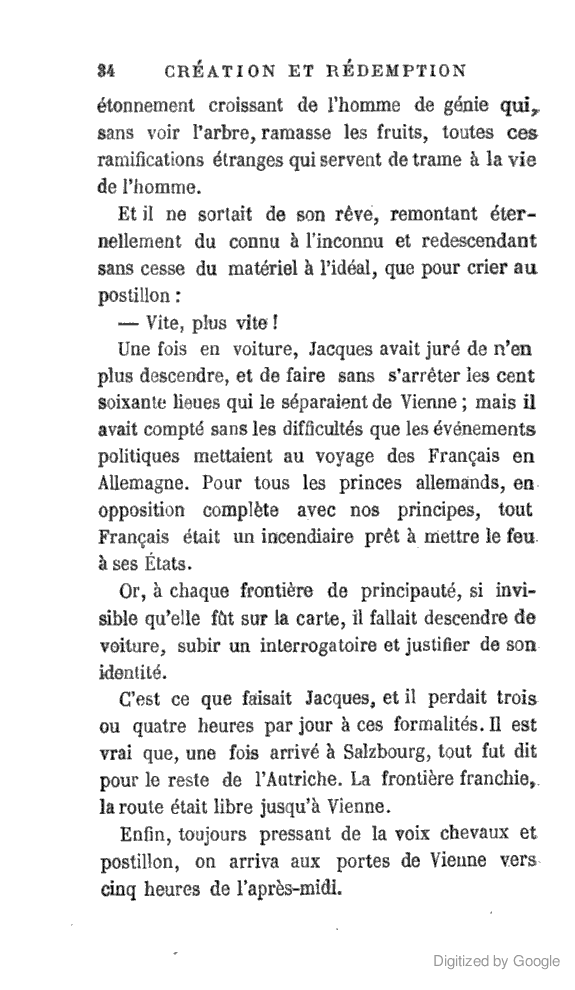 34 CRÉATION ET RÉDEMPTION
étonnement croissant de l'homme de génie qui,
sans voir l'arbre, ramasse les fruits, toutes ces
ramifications étranges qui servent de trame à la vie
de l'homme.
Et il ne sortait de son rêve, remontant éter-
nellement du connu à l'inconnu et redescendant
sans cesse du matériel à l'idéal, que pour crier au
postillon :
— Vite, plus vite !
Une fois en voiture, Jacques avait juré de n'en
plus descendre, et de faire sans s'arrêter les cent
soixante lieues qui le séparaient de Vienne ; mais il
avait compté sans les difficultés que les événements
politiques mettaient au voyage des Français en
Allemagne. Pour tous les princes allemands, en
opposition complète avec nos principes, tout
Français était un incendiaire prêt à mettre le feu
à ses États.
Or, à chaque frontière de principauté, si invi-
sible qu'elle fût sur la carte, il fallait descendre de
voiture, subir un interrogatoire et justifier de son
identité.
C'est ce que faisait Jacques, et il perdait trois
ou quatre heures par jour à ces formalités. Il est
vrai que, une fois arrivé à Salzbourg, tout fut dit
pour le reste de l'Autriche. La frontière franchie,
la route était libre jusqu'à Vienne.
Enfin, toujours pressant de la voix chevaux et
postillon, on arriva aux portes de Vienne vers
cinq heures de l'après-midi.
Digitized by Google